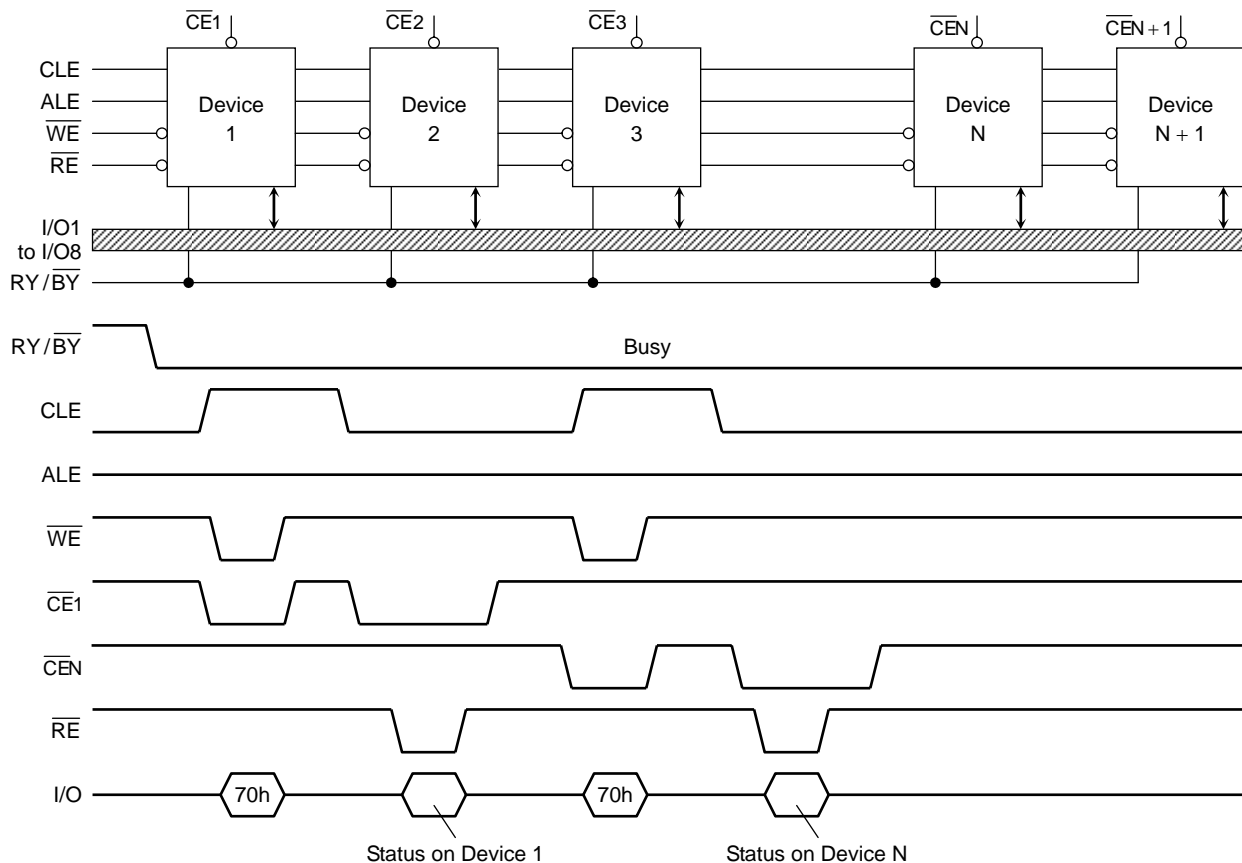 CE1 CE2 CE3 CEN CEN + 1
CLE
ALE
WE
RE
Device 1
Device 2
Device 3
Device N
Device N + 1
I/O1 to I/O8
RY / BY
RY / BY
Busy
CLE
ALE
WE
CE1
CEN
RE
I/O
70h
70h
Status on Device 1
Status on Device N